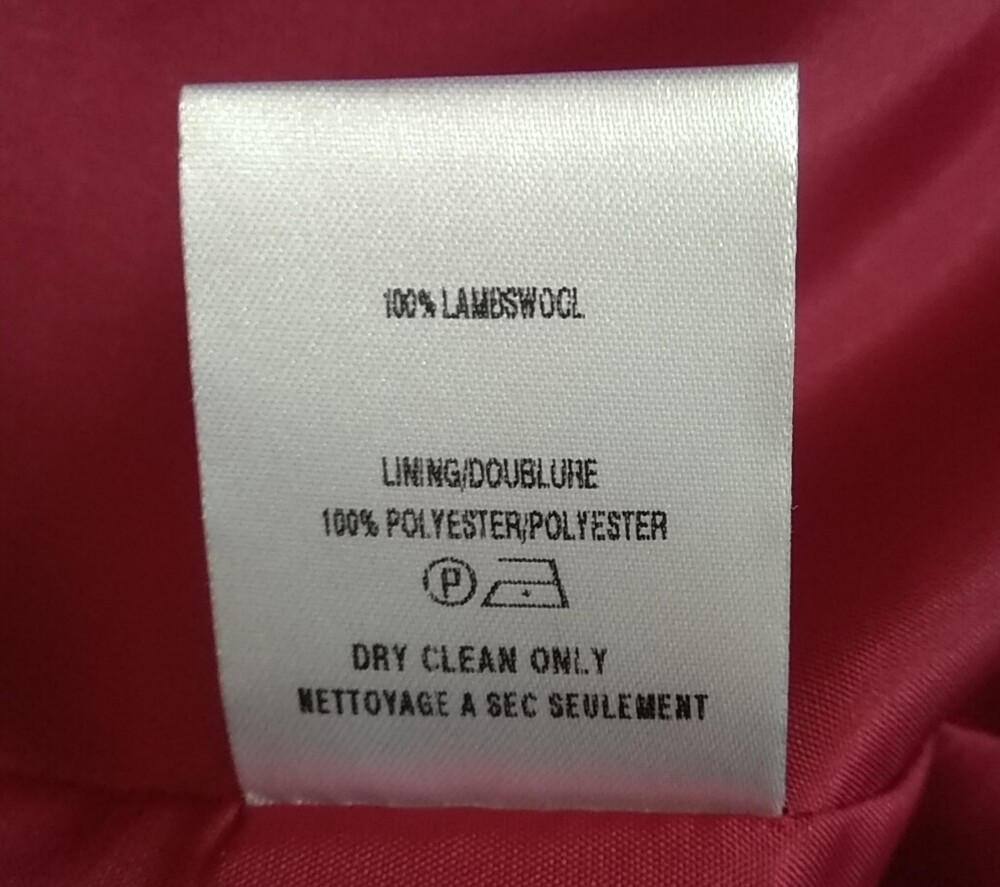 100% LAMBSWOOL
LINING/DOUBLURE
100% POLYESTER/POLYESTER
P
DRY CLEAN ONLY
NETTOYAGE A SEC SEULEMENT